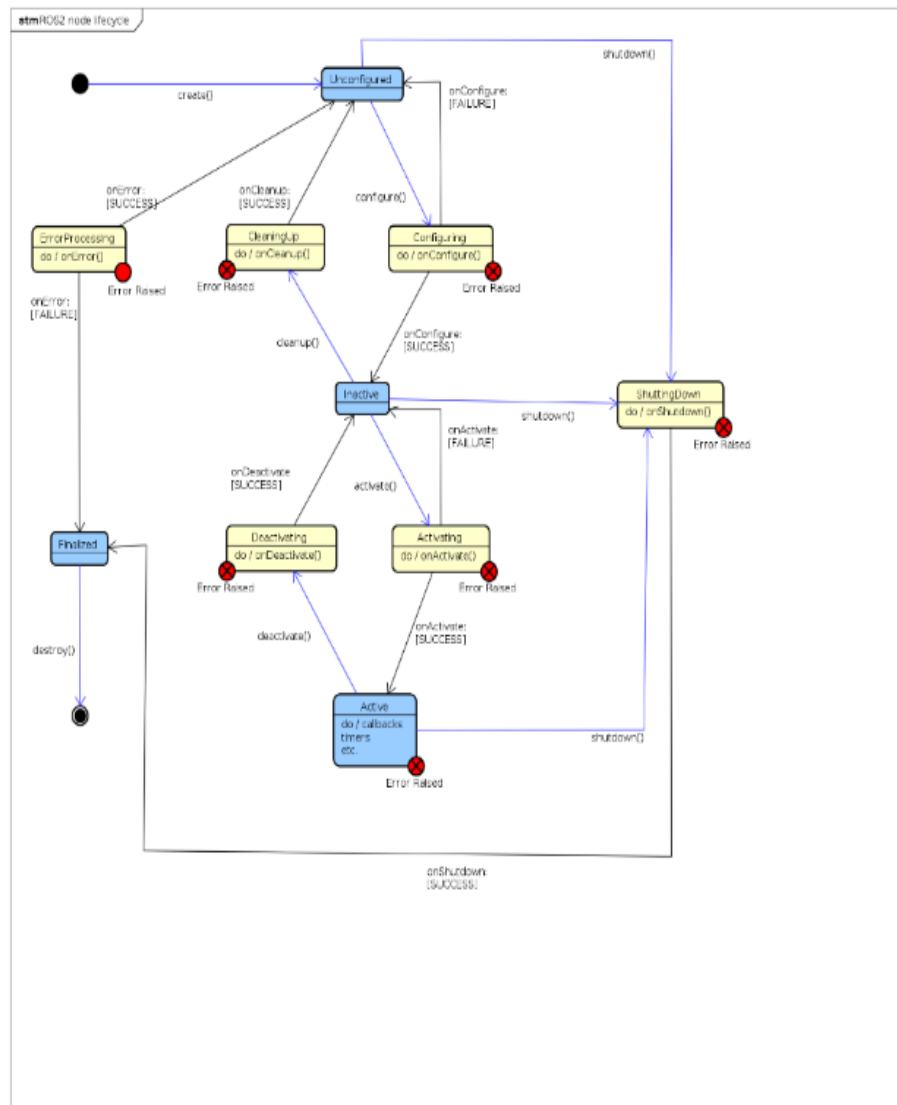 stmROS2 node lifecycle
shutdown()
Unconfigured
create()
onConfigure:
[FAILURE]
onError:
[SUCCESS]
onCleanup:
[SUCCESS]
configure()
ErrorProcessing
do / onError()
Error Raised
CleaningUp
do / onCleanup()
Error Raised
Configuring
do / onConfigure()
Error Raised
onError:
[FAILURE]
cleanup()
onConfigure:
[SUCCESS]
Inactive
shutdown()
ShuttingDown
do / onShutdown()
Error Raised
onActivate:
[FAILURE]
onDeactivate
[SUCCESS]
activate()
Finalized
Deactivating
do / onDeactivate()
Error Raised
Activating
do / onActivate()
Error Raised
destroy()
deactivate()
onActivate:
[SUCCESS]
Active
do / callbacks
timers
etc.
Error Raised
shutdown()
onShutdown:
[SUCCESS]